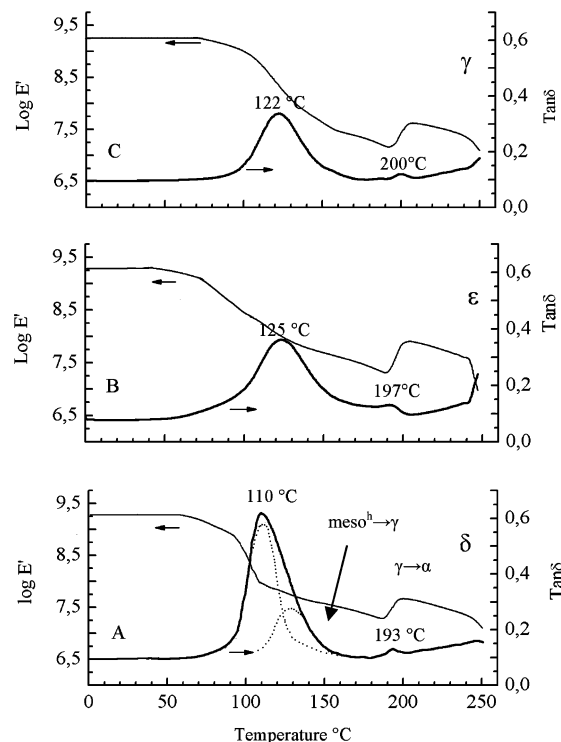 9,5
8,5
7,5
6,5
Log E'
0,6
0,4
0,2
0,0
Tanδ
γ
122 °C
200°C
C
9,5
8,5
7,5
6,5
Log E'
0,6
0,4
0,2
0,0
Tanδ
ε
125 °C
197°C
B
9,5
8,5
7,5
6,5
log E'
0,6
0,4
0,2
0,0
Tanδ
δ
110 °C
mesoʰ→γ
γ→α
193 °C
A
0 50 100 150 200 250
Temperature °C